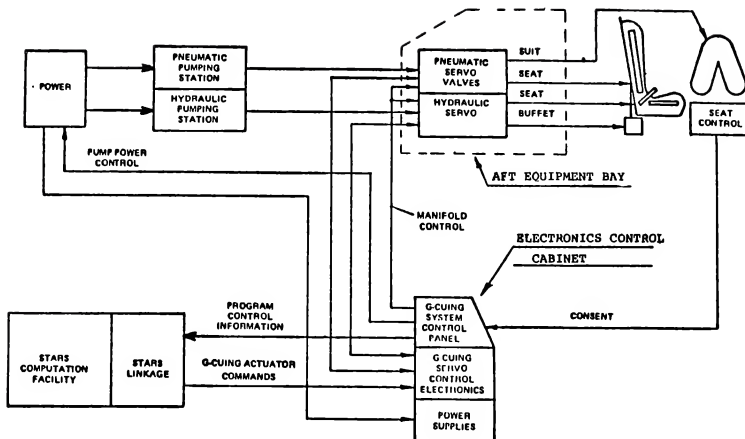 POWER
PNEUMATIC
PUMPING
STATION
HYDRAULIC
PUMPING
STATION
PNEUMATIC
SERVO
VALVES
HYDRAULIC
SERVO
SUIT
SEAT
SEAT
BUFFET
SEAT
CONTROL
PUMP POWER
CONTROL
AFT EQUIPMENT BAY
MANIFOLD
CONTROL
ELECTRONICS CONTROL
CABINET
PROGRAM
CONTROL
INFORMATION
G-CUING
SYSTEM
CONTROL
PANEL
CONSENT
STARS
COMPUTATION
FACILITY
STARS
LINKAGE
G-CUING ACTUATOR
COMMANDS
G CUING
SERVO
CONTROL
ELECTRONICS
POWER
SUPPLIES